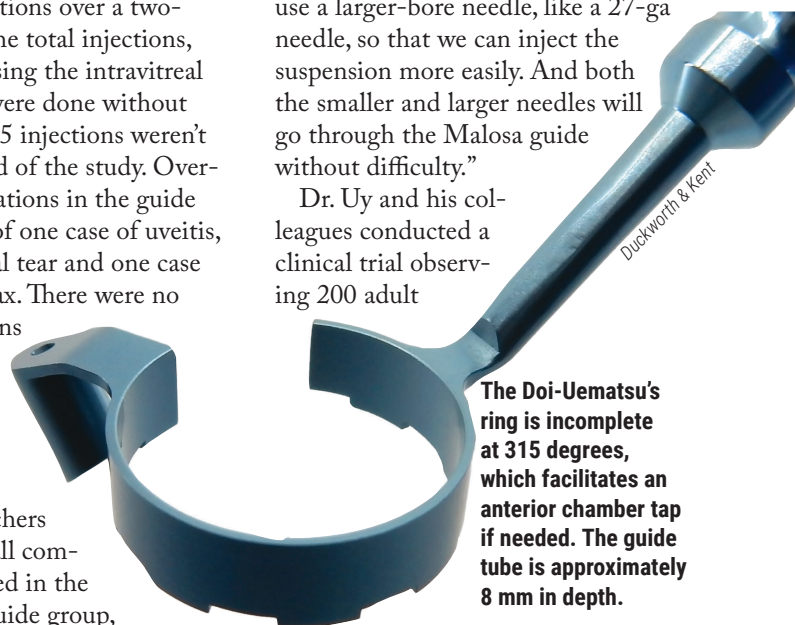 tions over a two-
total injections,
sing the intravitreal
were done without
5 injections weren't
d of the study. Over-
ations in the guide
of one case of uveitis,
al tear and one case
ax. There were no
ns
chers
all com-
ed in the
uide group,
use a larger-bore needle, like a 27-ga
needle, so that we can inject the
suspension more easily. And both
the smaller and larger needles will
go through the Malosa guide
without difficulty.”
Dr. Uy and his col-
leagues conducted a
clinical trial observ-
ing 200 adult
Duckworth & Kent
The Doi-Uematsu’s
ring is incomplete
at 315 degrees,
which facilitates an
anterior chamber tap
if needed. The guide
tube is approximately
8 mm in depth.